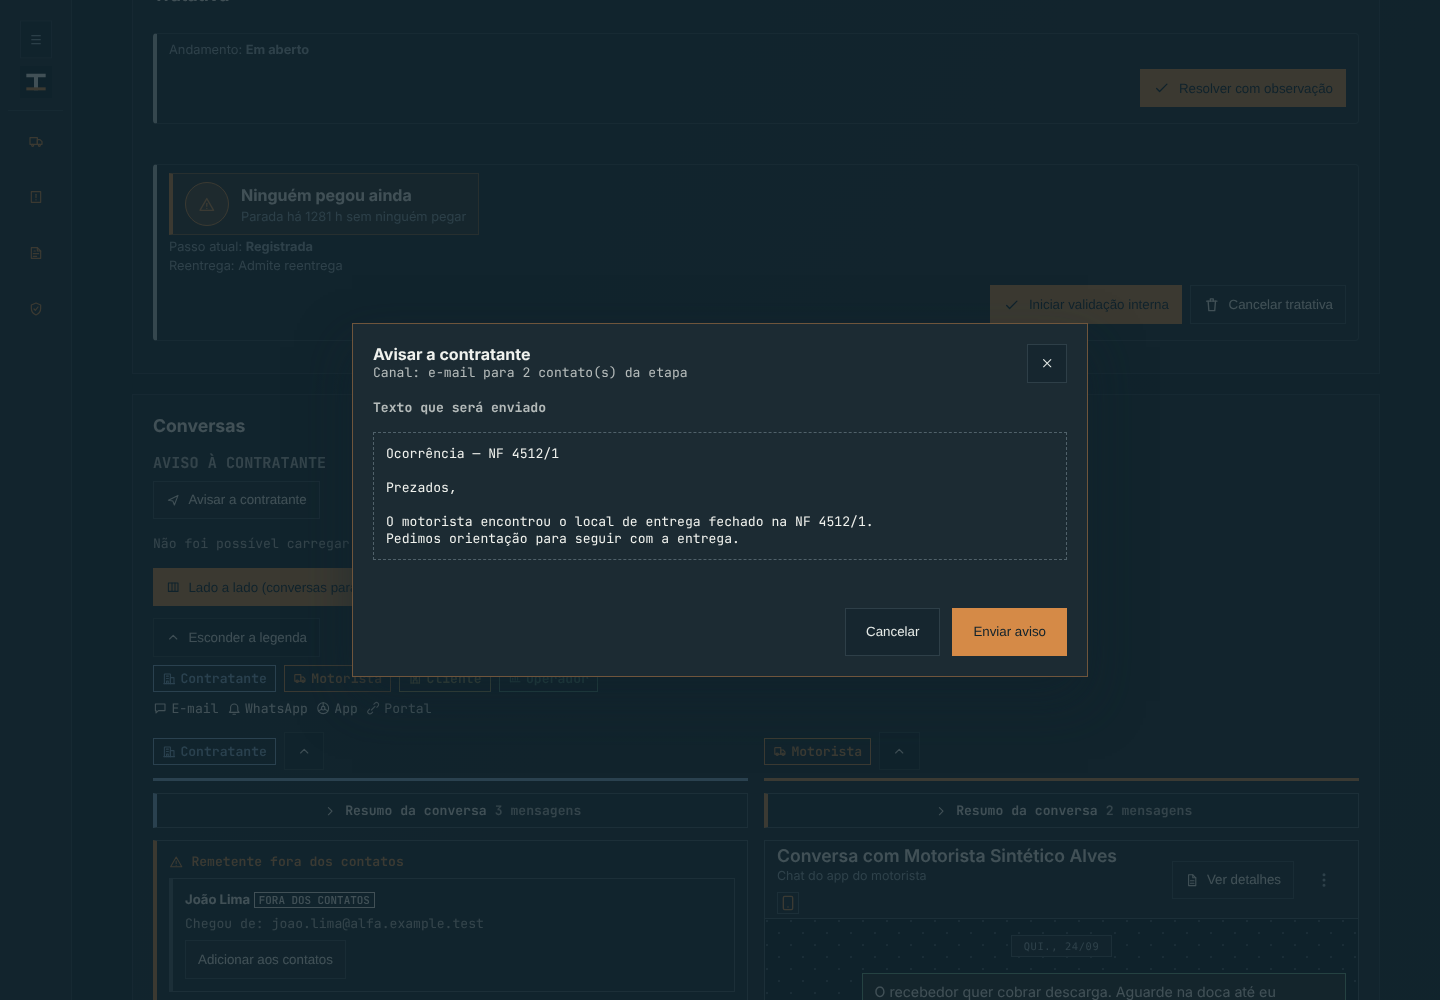 Andamento: Em aberto
Resolver com observação
Ninguém pegou ainda
Parada há 1281 h sem ninguém pegar
Passo atual: Registrada
Reentrega: Admite reentrega
Iniciar validação interna
Cancelar tratativa
Avisar a contratante
Canal: e-mail para 2 contato(s) da etapa
Texto que será enviado
Ocorrência — NF 4512/1
Prezados,
O motorista encontrou o local de entrega fechado na NF 4512/1.
Pedimos orientação para seguir com a entrega.
Cancelar
Enviar aviso
Conversas
AVISO À CONTRATANTE
Avisar a contratante
Não foi possível carregar
Lado a lado (conversas par
Esconder a legenda
Contratante
Motorista
Cliente
Operador
E-mail
WhatsApp
App
Portal
Contratante
Motorista
Resumo da conversa 3 mensagens
Resumo da conversa 2 mensagens
Remetente fora dos contatos
João Lima FORA DOS CONTATOS
Chegou de: joao.lima@alfa.example.test
Adicionar aos contatos
Conversa com Motorista Sintético Alves
Chat do app do motorista
Ver detalhes
QUI., 24/09
O recebedor quer cobrar descarga. Aguarde na doca até eu